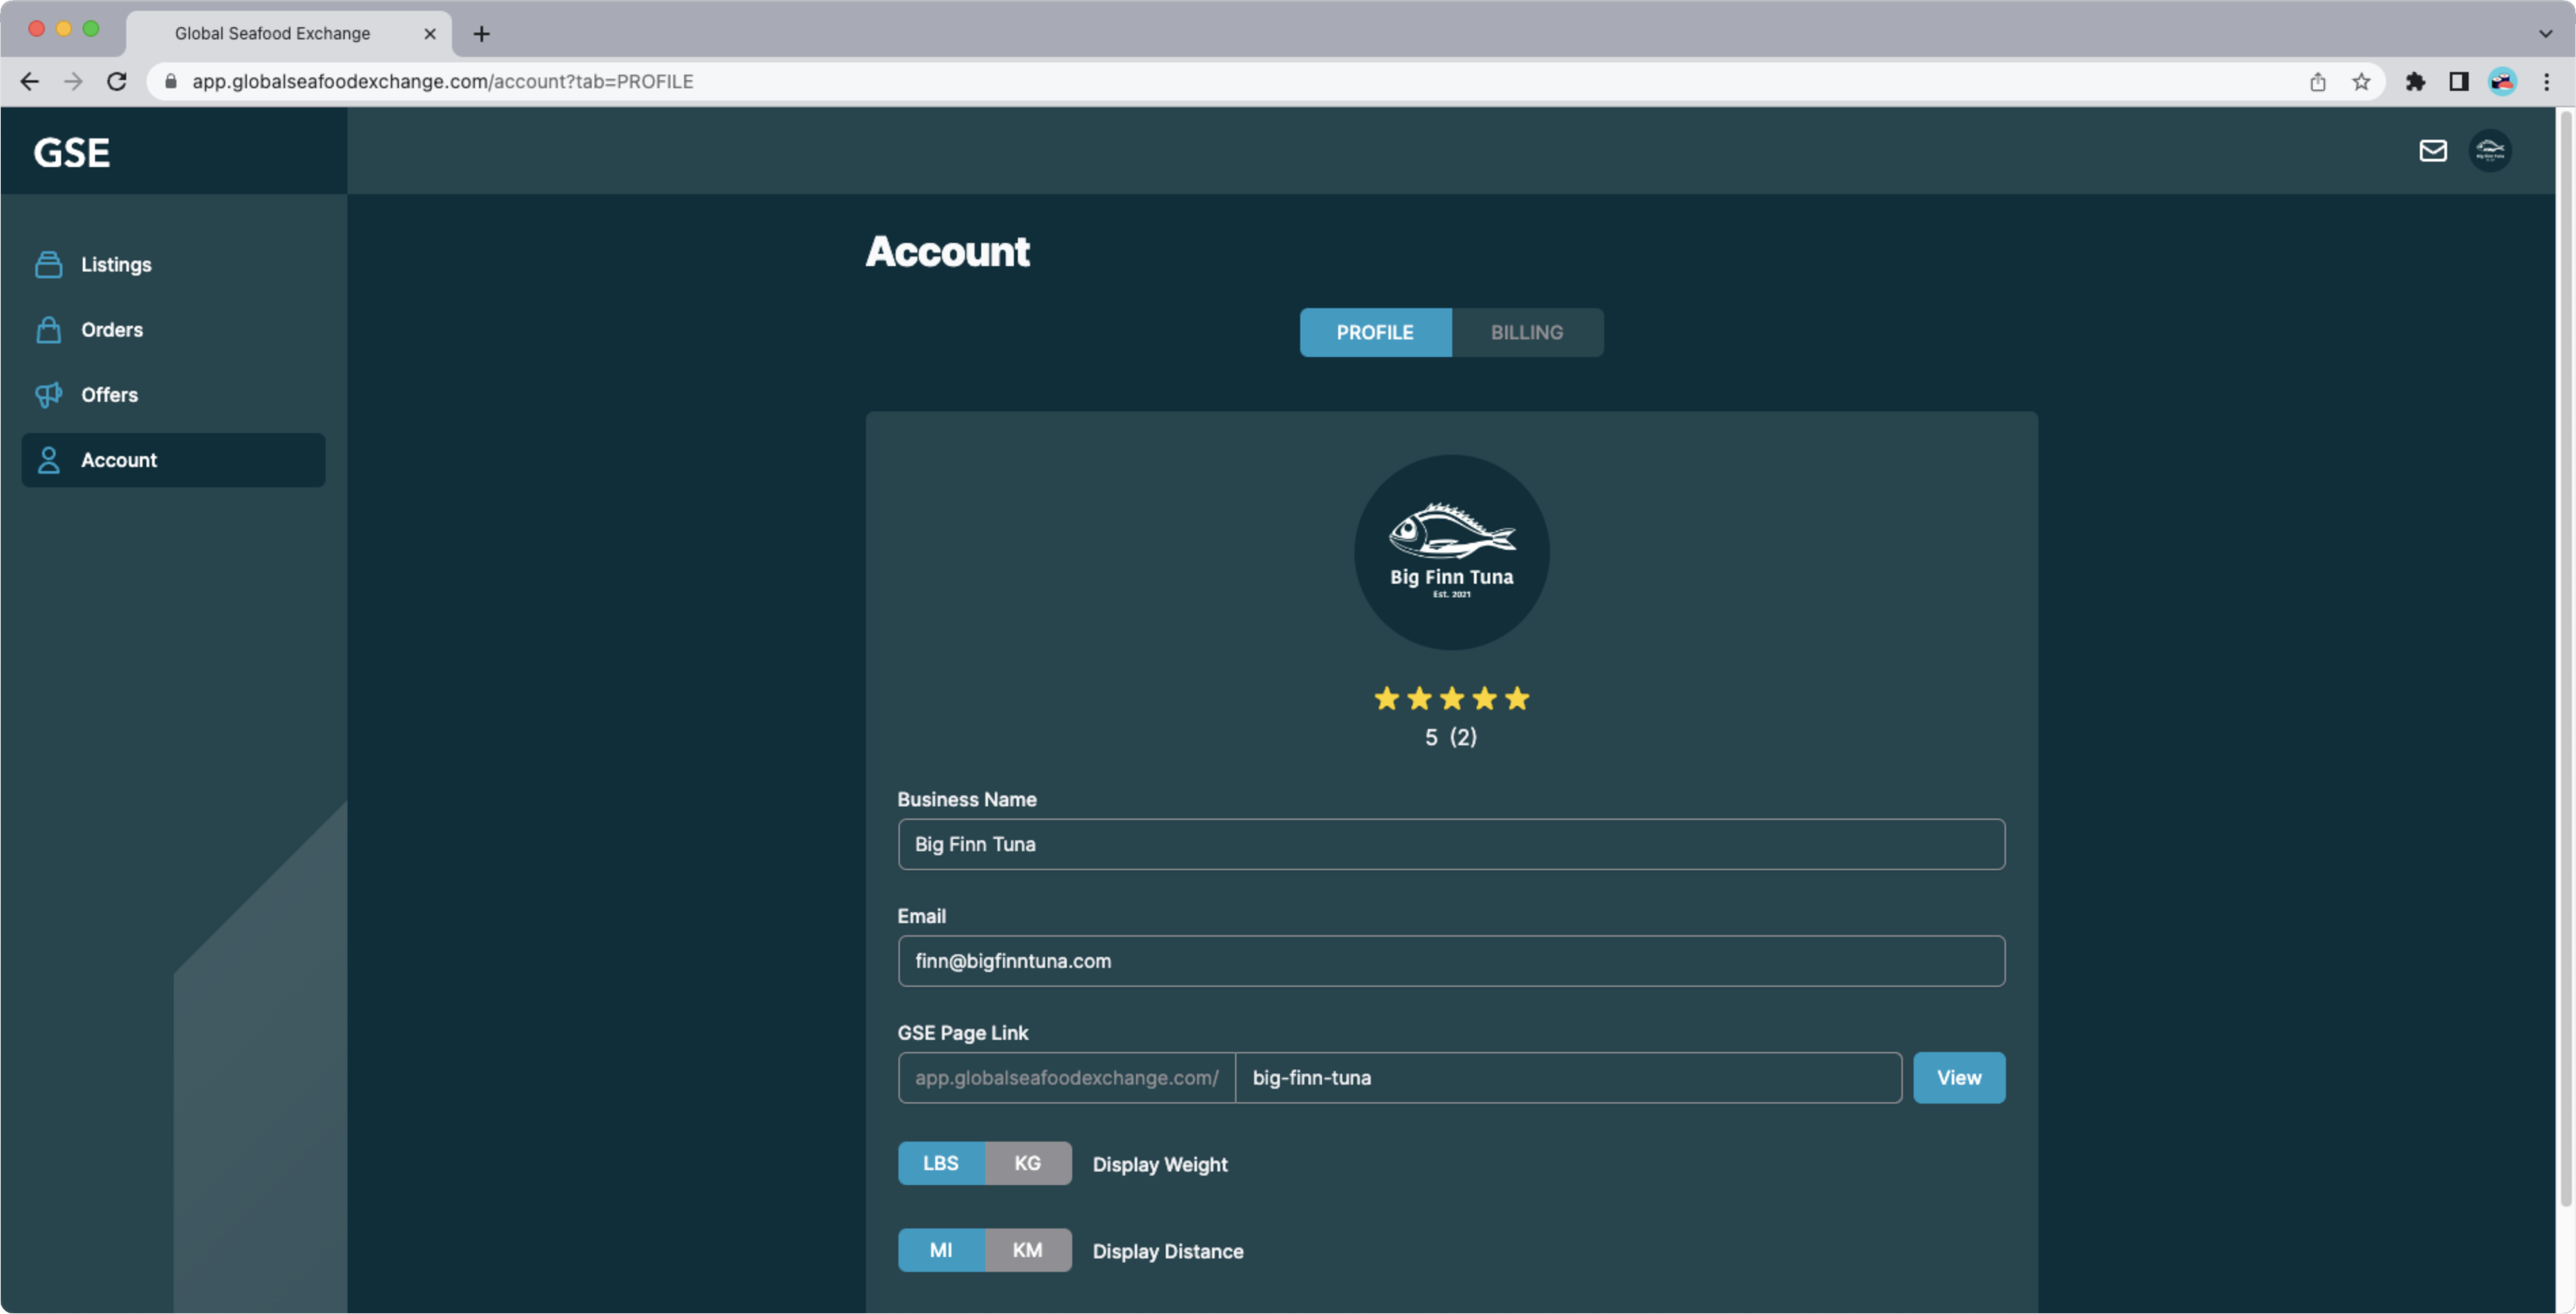 Global Seafood Exchange
app.globalseafoodexchange.com/account?tab=PROFILE
GSE
Listings
Orders
Offers
Account
Account
PROFILE BILLING
Big Finn Tuna
Est. 2021
5 (2)
Business Name
Big Finn Tuna
Email
finn@bigfinntuna.com
GSE Page Link
app.globalseafoodexchange.com/ big-finn-tuna View
LBS KG Display Weight
MI KM Display Distance